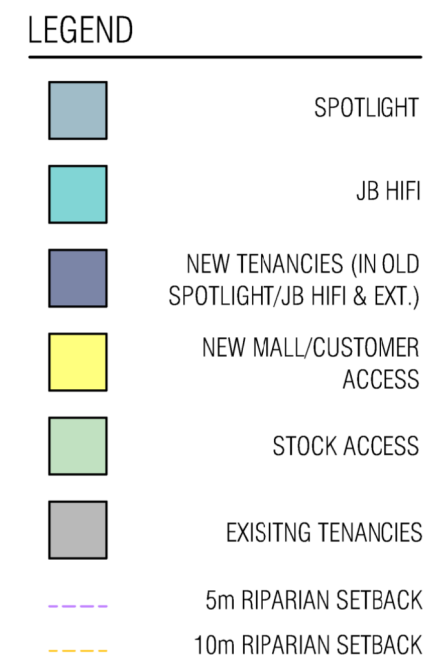 LEGEND
SPOTLIGHT
JB HIFI
NEW TENANCIES (IN OLD
SPOTLIGHT/JB HIFI & EXT.)
NEW MALL/CUSTOMER
ACCESS
STOCK ACCESS
EXISITNG TENANCIES
5m RIPARIAN SETBACK
10m RIPARIAN SETBACK